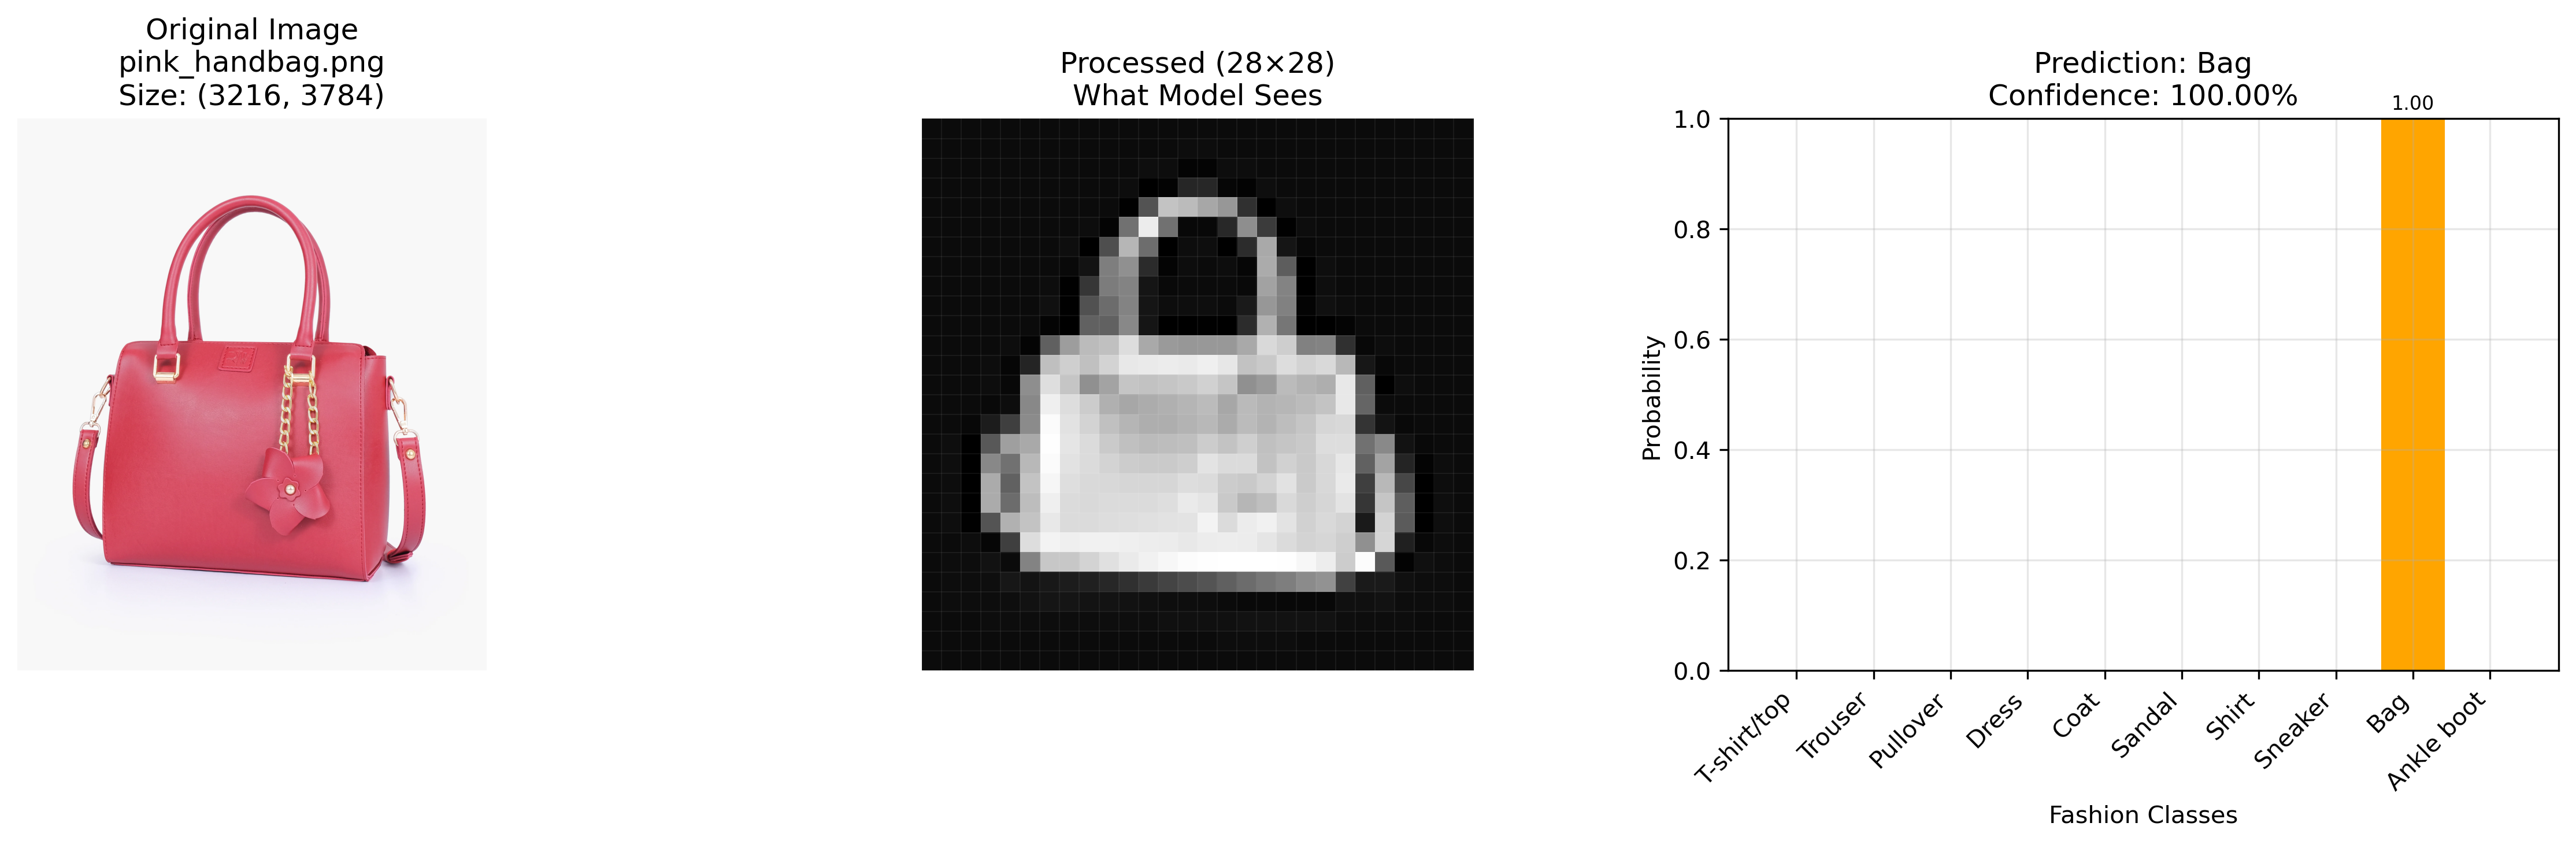 Original Image
pink_handbag.png
Size: (3216, 3784)
Processed (28×28)
What Model Sees
Prediction: Bag
Confidence: 100.00%
1.00
Probability
1.0
0.8
0.6
0.4
0.2
0.0
T-shirt/top
Trouser
Pullover
Dress
Coat
Sandal
Shirt
Sneaker
Bag
Ankle boot
Fashion Classes